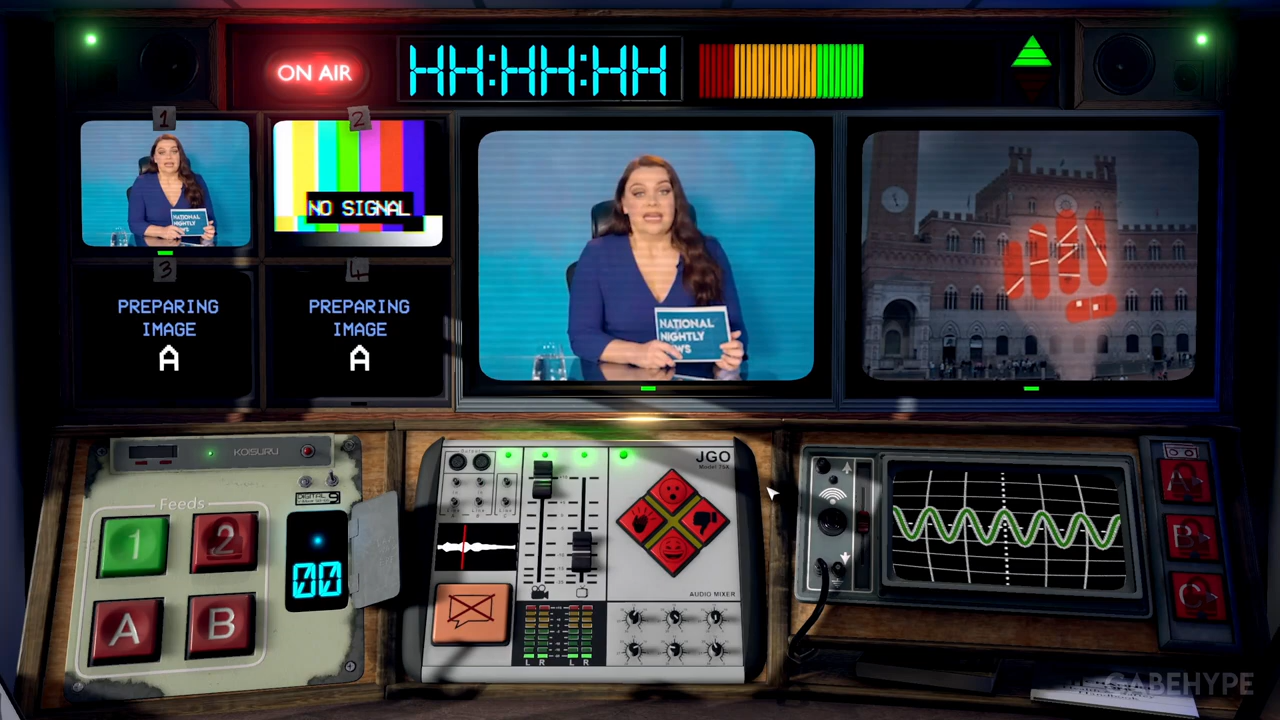 ON AIR
HH:HH:HH
1
2
NATIONAL
NIGHTLY
NEWS
NO SIGNAL
NATIONAL
NIGHTLY
3
4
PREPARING
IMAGE
A
PREPARING
IMAGE
A
KOISURU
Feeds
1
2
00
A
B
JGO
AUDIO MIXER
L R
L R
A
B
C
GABEHYPE